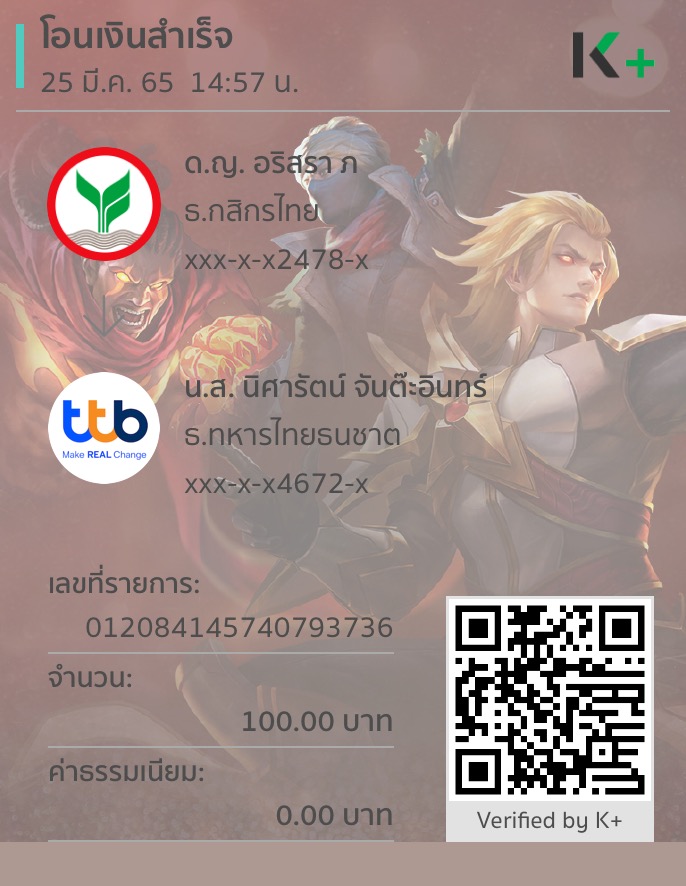 โอนเงินสำเร็จ
25 มี.ค. 65 14:57 น.
K+
ด.ญ. อริสรา ภ
ธ.กสิกรไทย
xxx-x-x2478-x
ttb
Make REAL Change
น.ส. นิศารัตน์ จันต๊ะอินทร์
ธ.ทหารไทยธนชาต
xxx-x-x4672-x
เลขที่รายการ:
012084145740793736
จำนวน:
100.00 บาท
ค่าธรรมเนียม:
0.00 บาท
Verified by K+